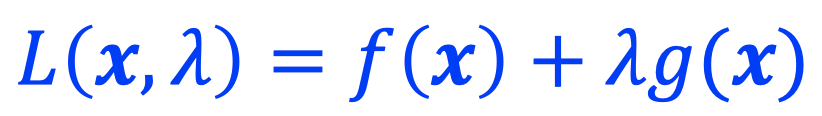 L(x, λ) = f(x) + λg(x)